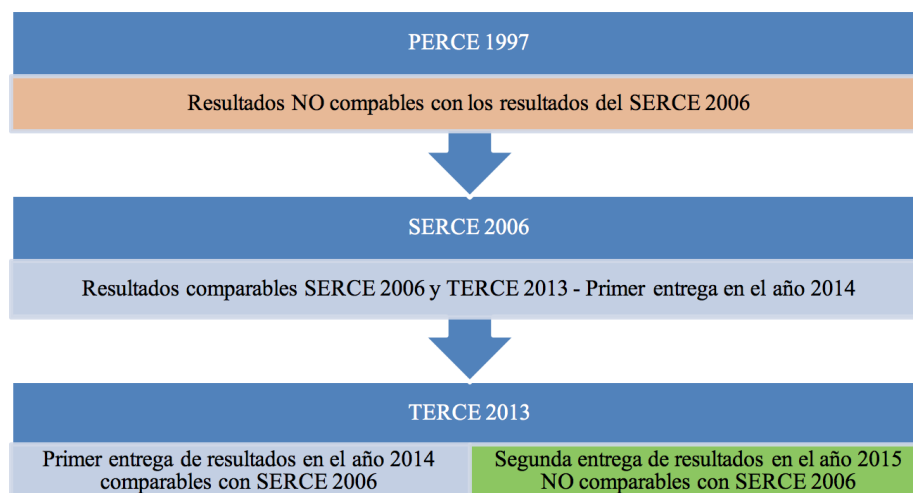 PERCE 1997
Resultados NO compables con los resultados del SERCE 2006
SERCE 2006
Resultados comparables SERCE 2006 y TERCE 2013 - Primer entrega en el año 2014
TERCE 2013
Primer entrega de resultados en el año 2014
comparables con SERCE 2006
Segunda entrega de resultados en el año 2015
NO comparables con SERCE 2006